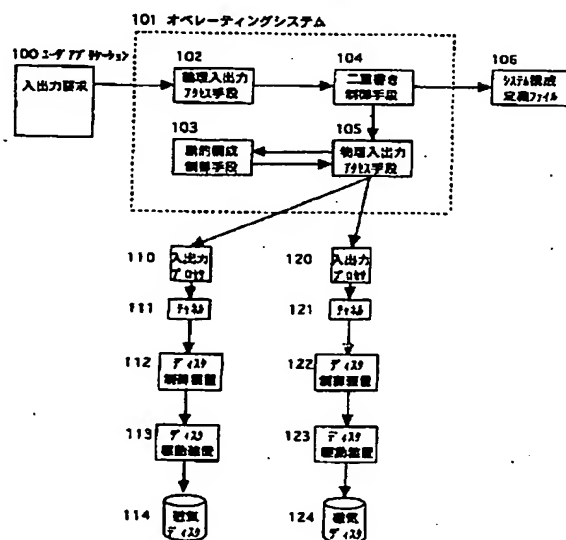 101 オペレーティングシステム
100 ユーザアプリケーション
入出力要求
102
論理入出力
アクセス手段
104
二重書き
制御手段
106
システム構成
定義ファイル
103
動的構成
制御手段
105
物理入出力
アクセス手段
110
入出力
プロセサ
120
入出力
プロセサ
111
チャネル
121
チャネル
112
ディスク
制御装置
122
ディスク
制御装置
113
ディスク
駆動装置
123
ディスク
駆動装置
114
磁気
ディスク
124
磁気
ディスク